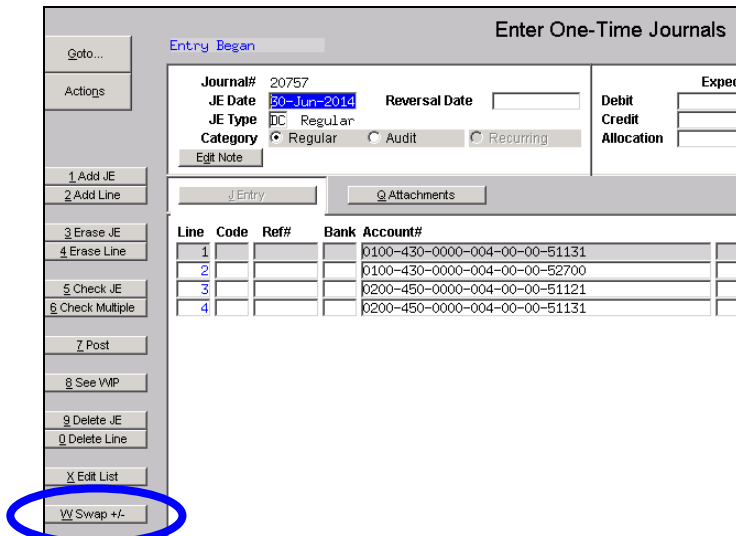 Enter One-Time Journals
Goto...
Actions
1 Add JE
2 Add Line
3 Erase JE
4 Erase Line
5 Check JE
6 Check Multiple
7 Post
8 See WIP
9 Delete JE
0 Delete Line
X Edit List
W Swap +/-
Entry Began
Journal# 20757
JE Date 30-Jun-2014 Reversal Date
JE Type DC Regular
Category Regular Audit Recurring
Edit Note
Expec
Debit
Credit
Allocation
J Entry Q Attachments
Line Code Ref# Bank Account#
1 0100-430-0000-004-00-00-51131
2 0100-430-0000-004-00-00-52700
3 0200-450-0000-004-00-00-51121
4 0200-450-0000-004-00-00-51131